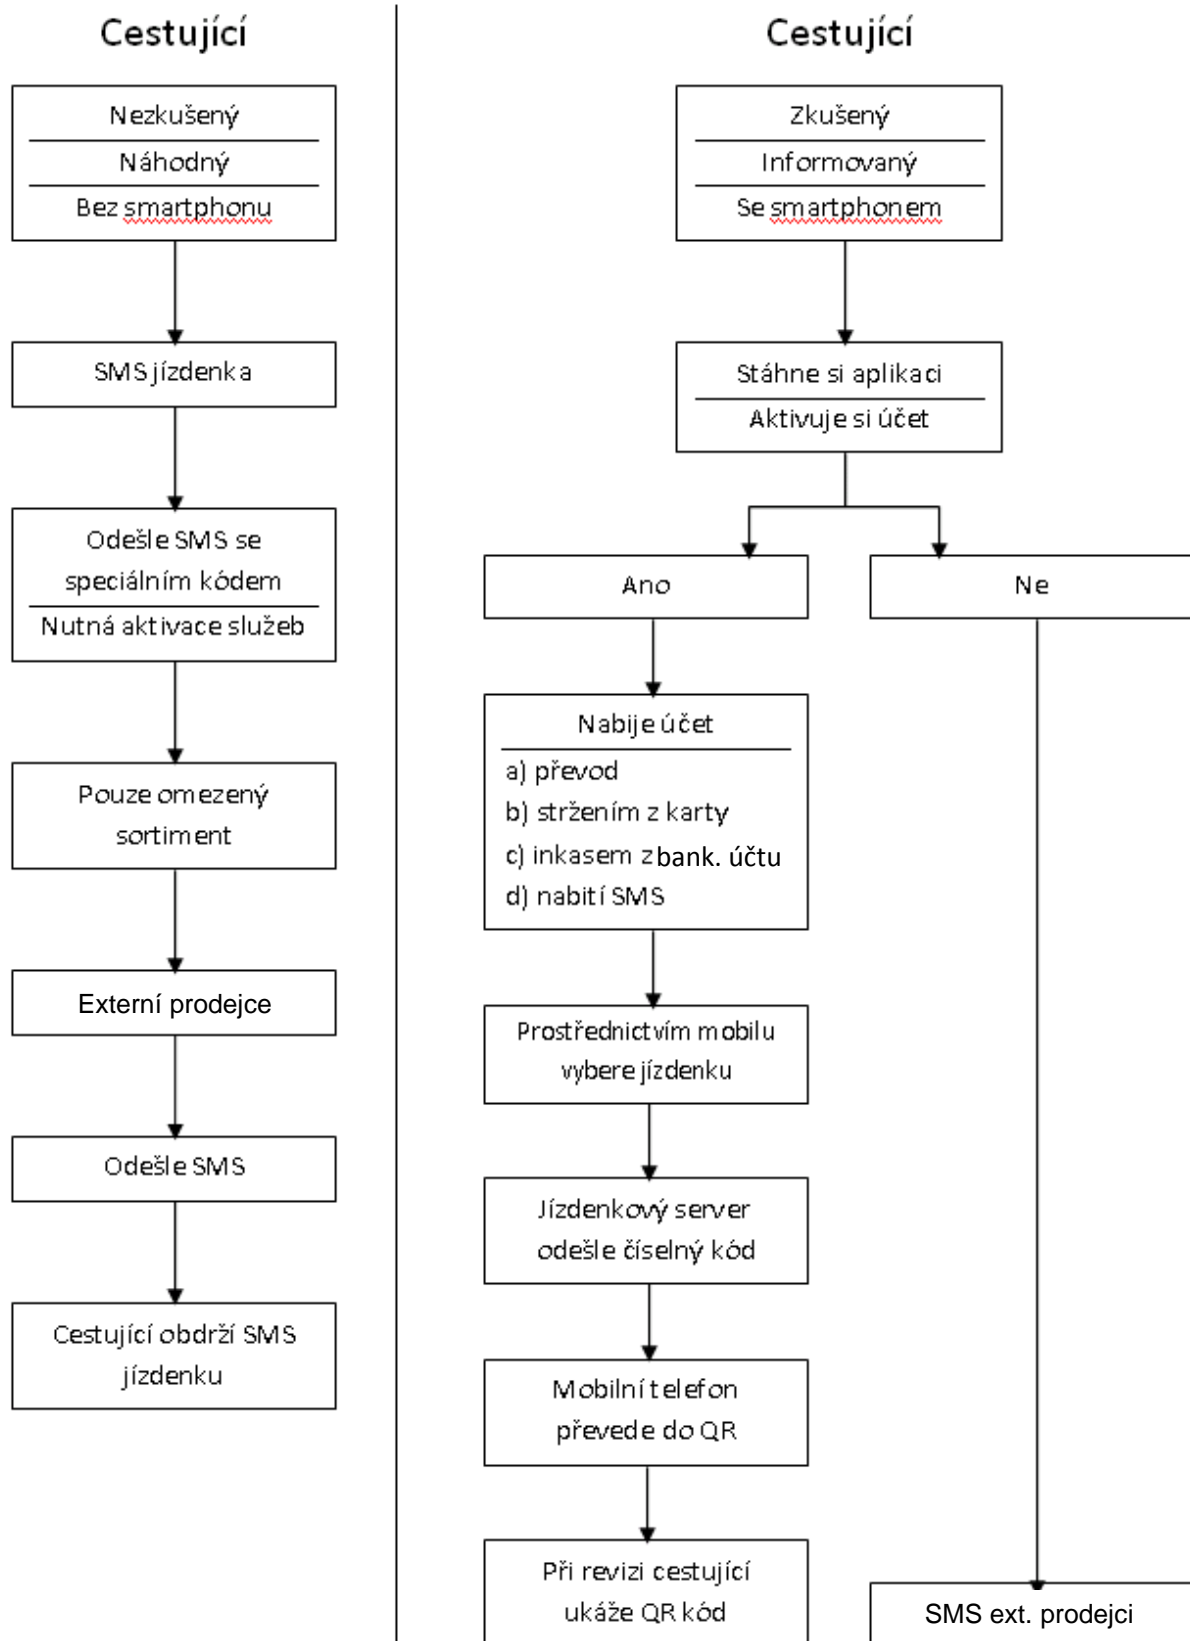 Cestující
Nezkušený
Náhodný
Bez smartphonu
SMS jízdenka
Odešle SMS se
speciálním kódem
Nutná aktivace služeb
Pouze omezený
sortiment
Externí prodejce
Odešle SMS
Cestující obdrží SMS
jízdenku
Cestující
Zkušený
Informovaný
Se smartphonem
Stáhne si aplikaci
Aktivuje si účet
Ano
Ne
Nabije účet
a) převod
b) stržením z karty
c) inkasem z bank. účtu
d) nabití SMS
Prostřednictvím mobilu
vybere jízdenku
Jízdenkový server
odešle číselný kód
Mobilní telefon
převede do QR
Při revizi cestující
ukáže QR kód
SMS ext. prodejci